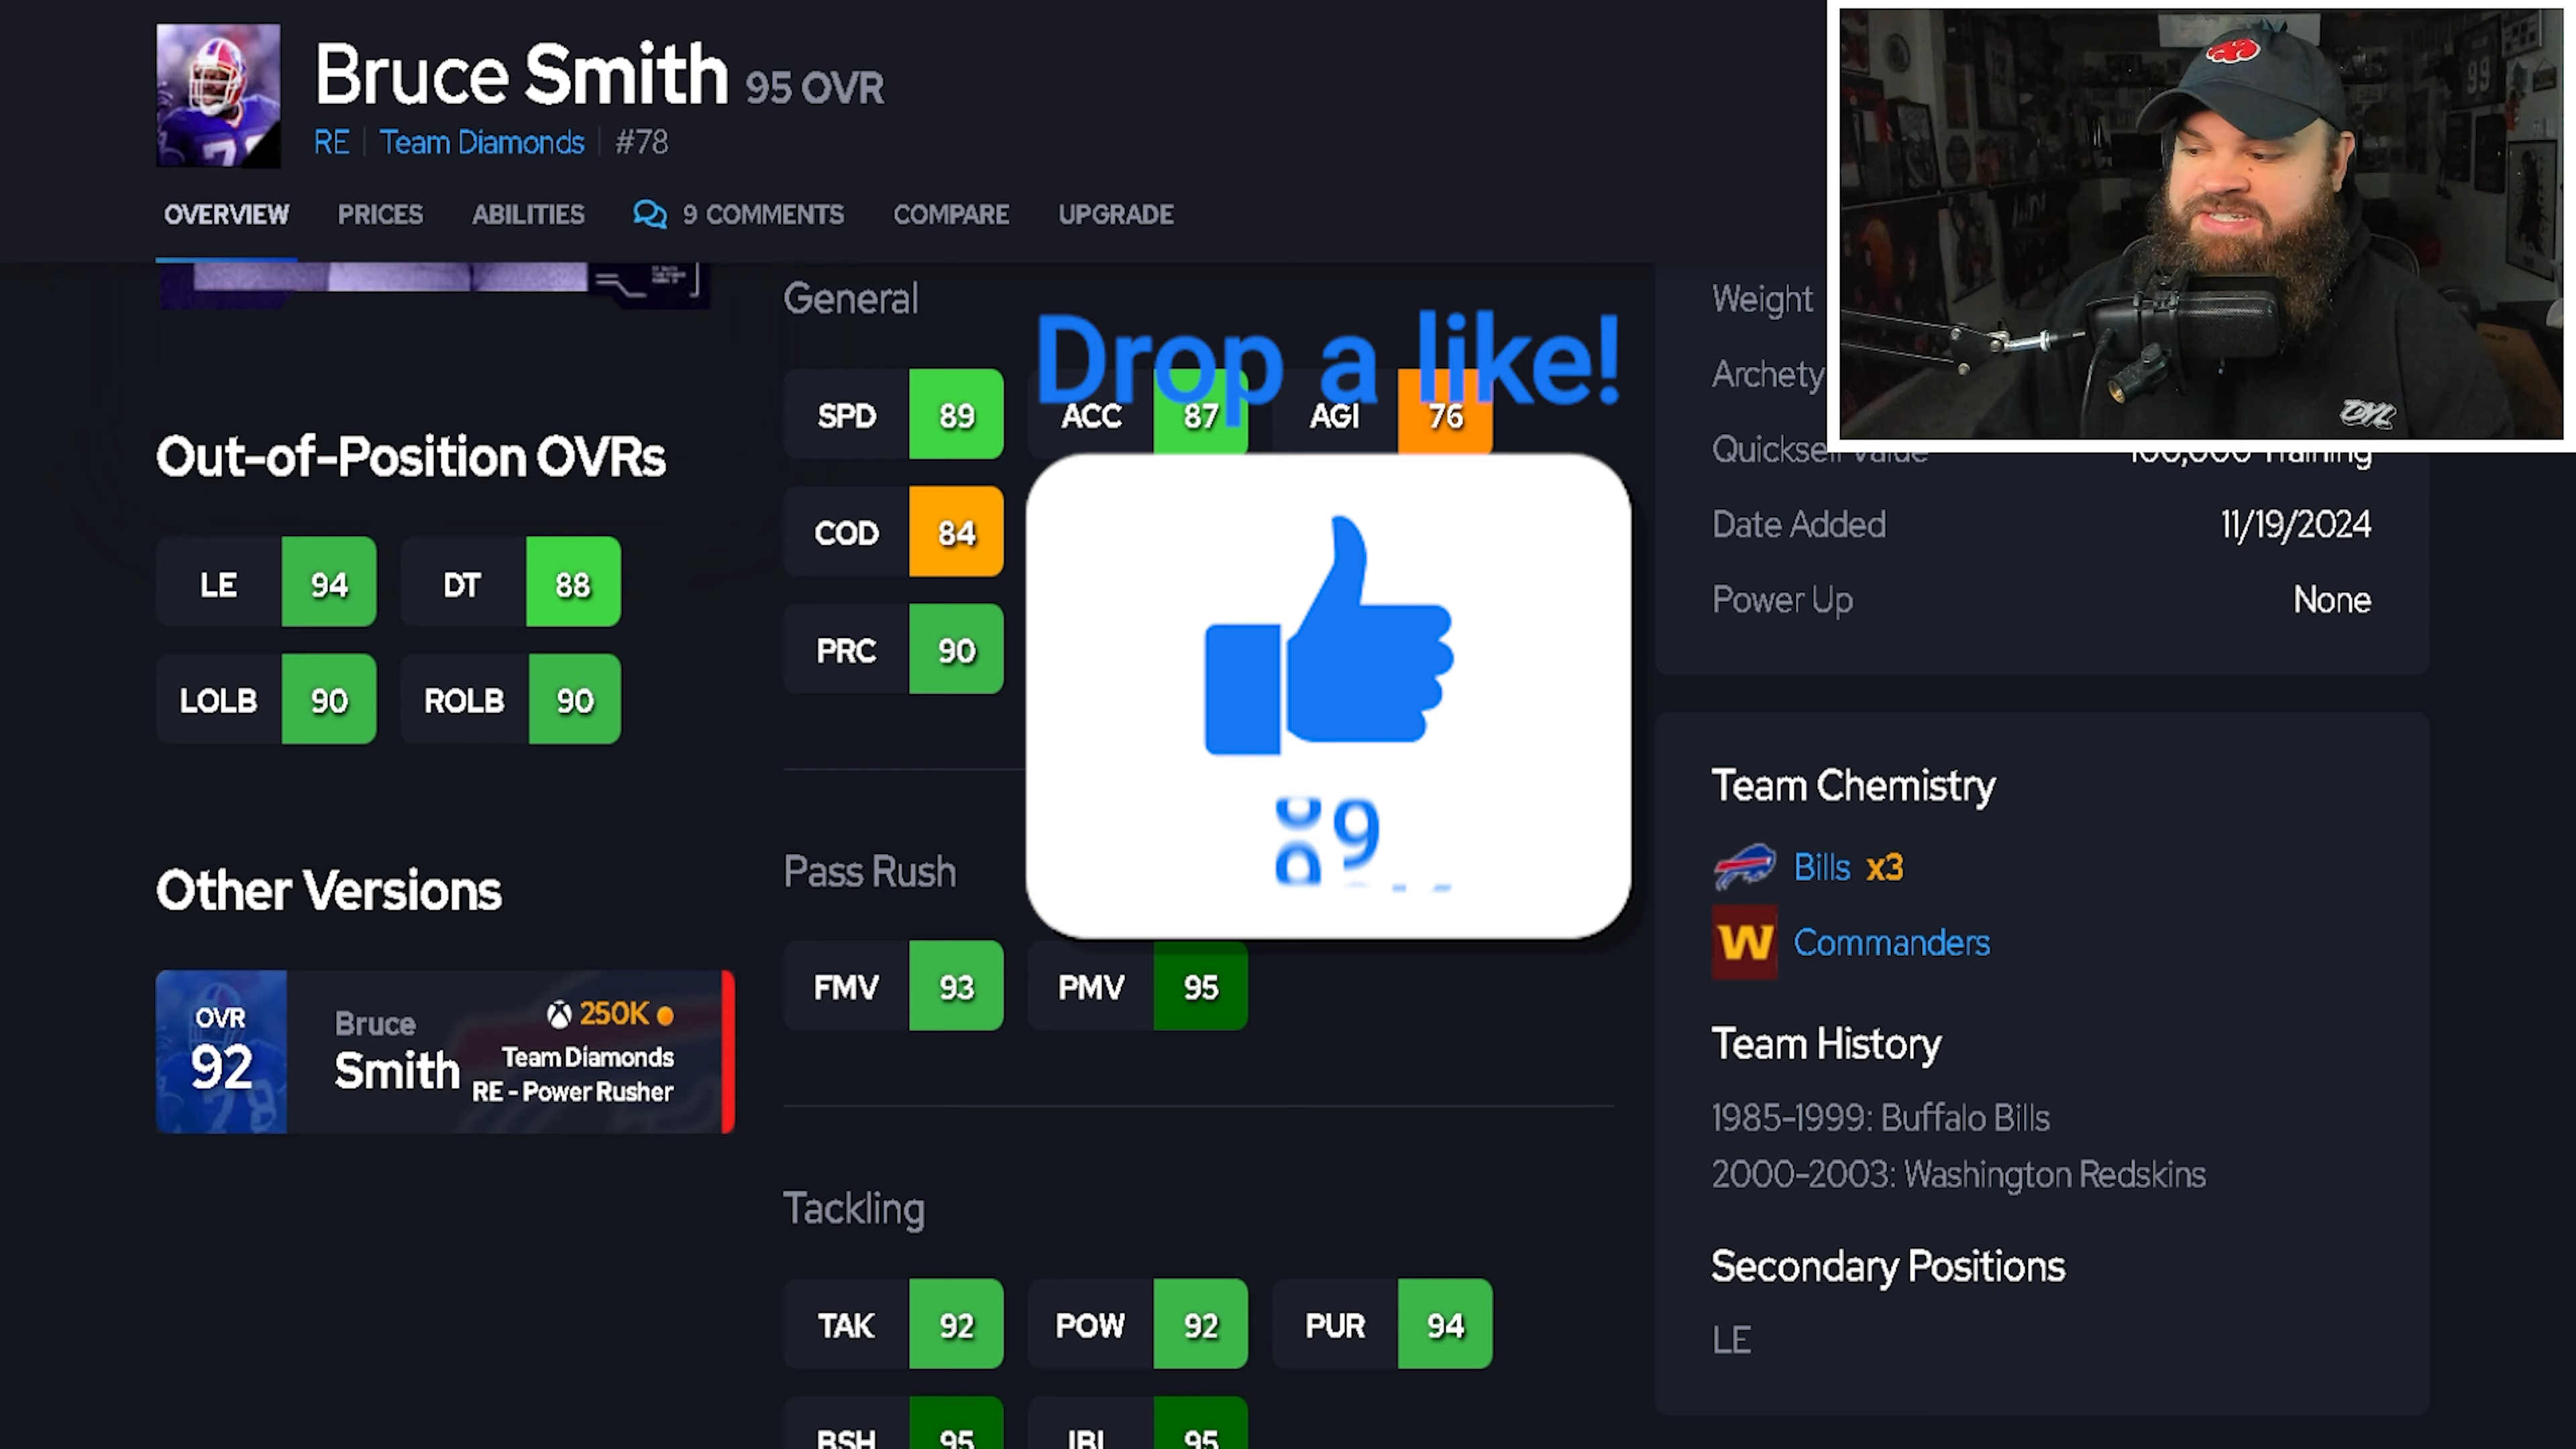 Bruce Smith 95 OVR
RE | Team Diamonds | #78
OVERVIEW PRICES ABILITIES 9 COMMENTS COMPARE UPGRADE
Out-of-Position OVRs
LE 94 DT 88
LOLB 90 ROLB 90
Other Versions
OVR
92
Bruce
Smith
250K
Team Diamonds
RE - Power Rusher
General
Drop a like!
SPD 89 ACC 87 AGI 76
COD 84
PRC 90
Pass Rush
FMV 93 PMV 95
Tackling
TAK 92 POW 92 PUR 94
BSH 95 95
Weight
Date Added 11/19/2024
Power Up None
Team Chemistry
Bills x3
W Commanders
Team History
1985-1999: Buffalo Bills
2000-2003: Washington Redskins
Secondary Positions
LE
99